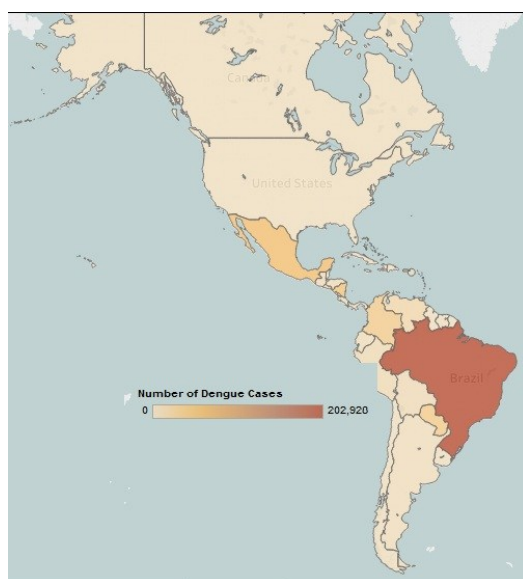 Canada
United States
Brazil
Number of Dengue Cases
0 202,920